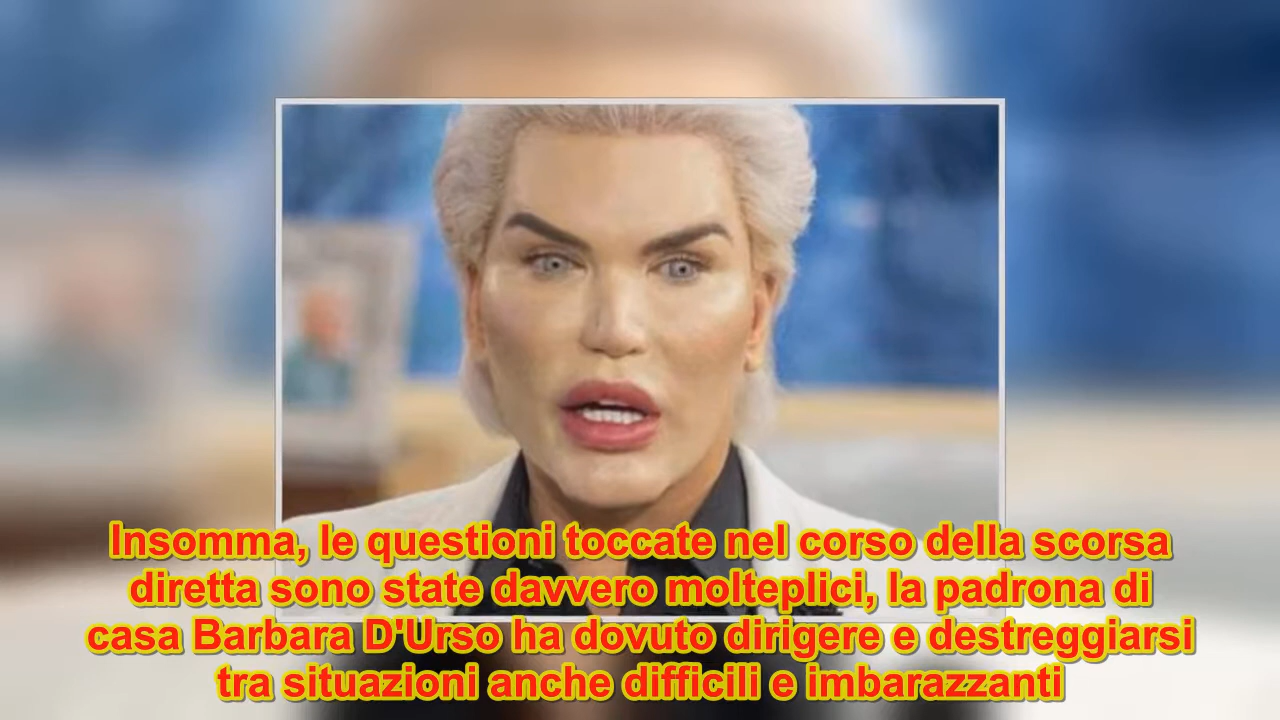 Insomma, le questioni toccate nel corso della scorsa
diretta sono state davvero molteplici, la padrona di
casa Barbara D'Urso ha dovuto dirigere e destreggiarsi
tra situazioni anche difficili e imbarazzanti